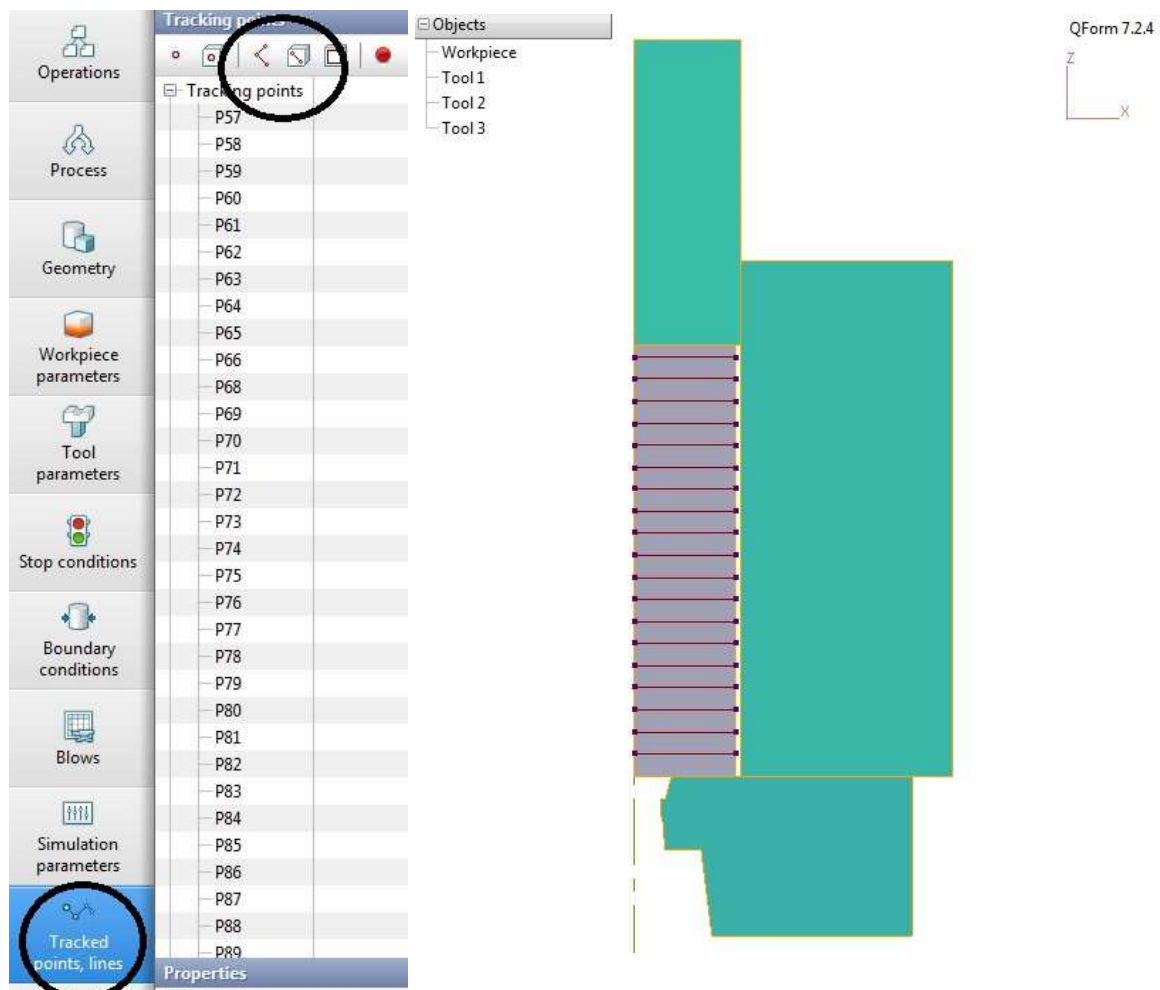 Operations
Process
Geometry
Workpiece
parameters
Tool
parameters
Stop conditions
Boundary
conditions
Blows
Simulation
parameters
Tracked
points, lines
Tracking points
Tracking points
P57
P58
P59
P60
P61
P62
P63
P64
P65
P66
P68
P69
P70
P71
P72
P73
P74
P75
P76
P77
P78
P79
P80
P81
P82
P83
P84
P85
P86
P87
P88
P89
Properties
Objects
Workpiece
Tool 1
Tool 2
Tool 3
QForm 7.2.4
Z
X